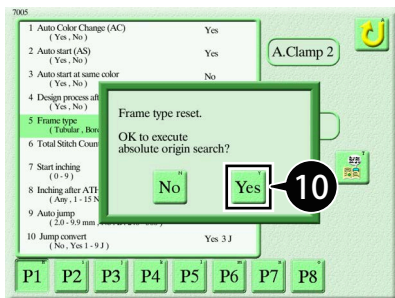 7005
1 Auto Color Change (AC) Yes
( Yes , No )
2 Auto start (AS) Yes
( Yes , No )
3 Auto start at same color No
( Yes , No )
4 Design process aft
( Yes , No )
5 Frame type
( Tubular , Bor
6 Total Stitch Coun
7 Start inching
( 0 - 9 )
8 Inching after ATH
( Any , 1 - 15 N
9 Auto jump
( 2.0 - 9.9 mm ,
10 Jump convert Yes 3 J
( No , Yes 1 - 9 J )
A.Clamp 2
Frame type reset.
OK to execute
absolute origin search?
No Yes
10
P1 P2 P3 P4 P5 P6 P7 P8